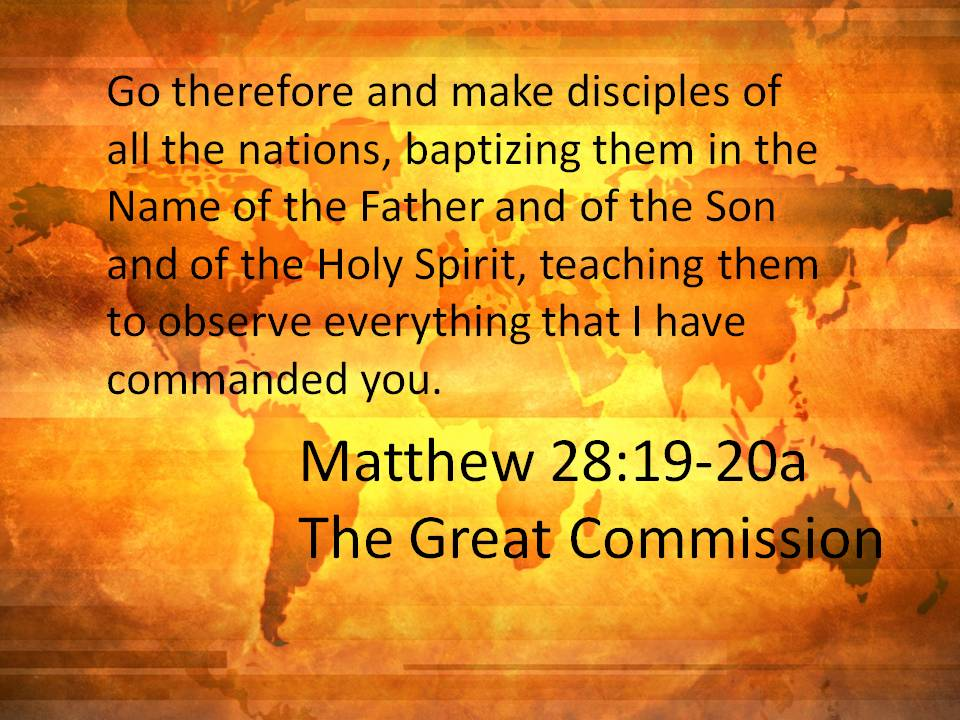 Go therefore and make disciples of
all the nations, baptizing them in the
Name of the Father and of the Son
and of the Holy Spirit, teaching them
to observe everything that I have
commanded you.
Matthew 28:19-20a
The Great Commission